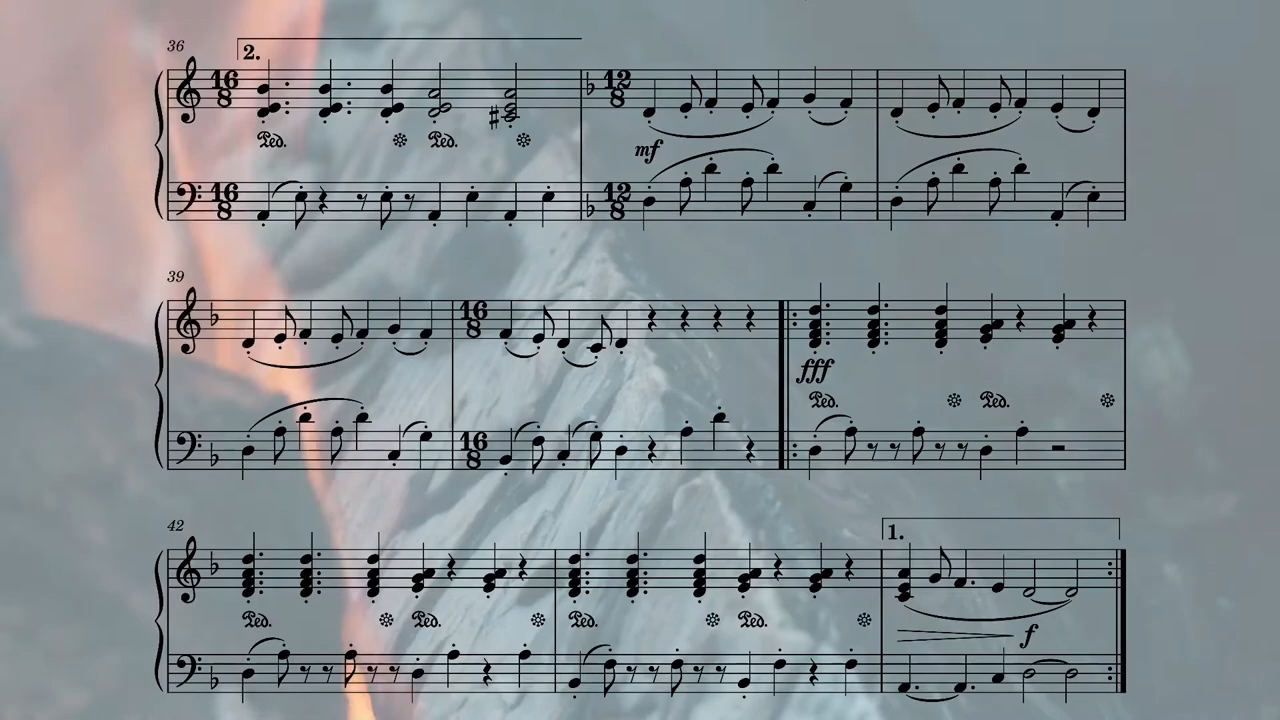 36
2.
16 8
12 8
mf
Ped. Ped.
16 8
12 8
39
16 8
fff
Ped. Ped.
16 8
42
1.
Ped. Ped. Ped. Ped.
f